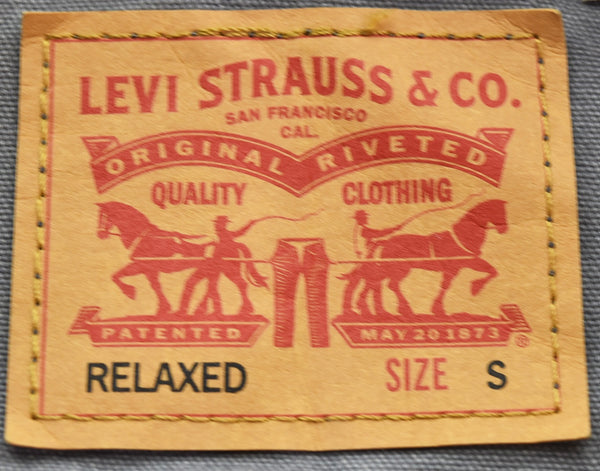 LEVI STRAUSS & CO.
SAN FRANCISCO
CAL.
ORIGINAL RIVETED
QUALITY CLOTHING
PATENTED MAY 20 1873 ®
RELAXED SIZE S